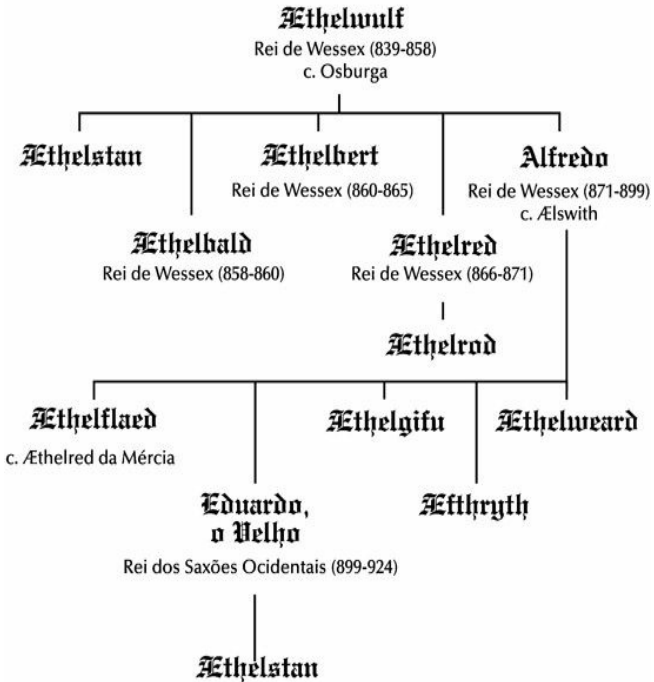 Æthelwulf
Rei de Wessex (839-858)
c. Osburga
Æthelstan
Æthelbert
Rei de Wessex (860-865)
Alfredo
Rei de Wessex (871-899)
c. Ælswith
Æthelbald
Rei de Wessex (858-860)
Æthelred
Rei de Wessex (866-871)
Æthelrod
Æthelflaed
c. Æthelred da Mércia
Æthelgifu
Æthelweard
Eduardo,
o Velho
Rei dos Saxões Ocidentais (899-924)
Æfthryth
Æthelstan